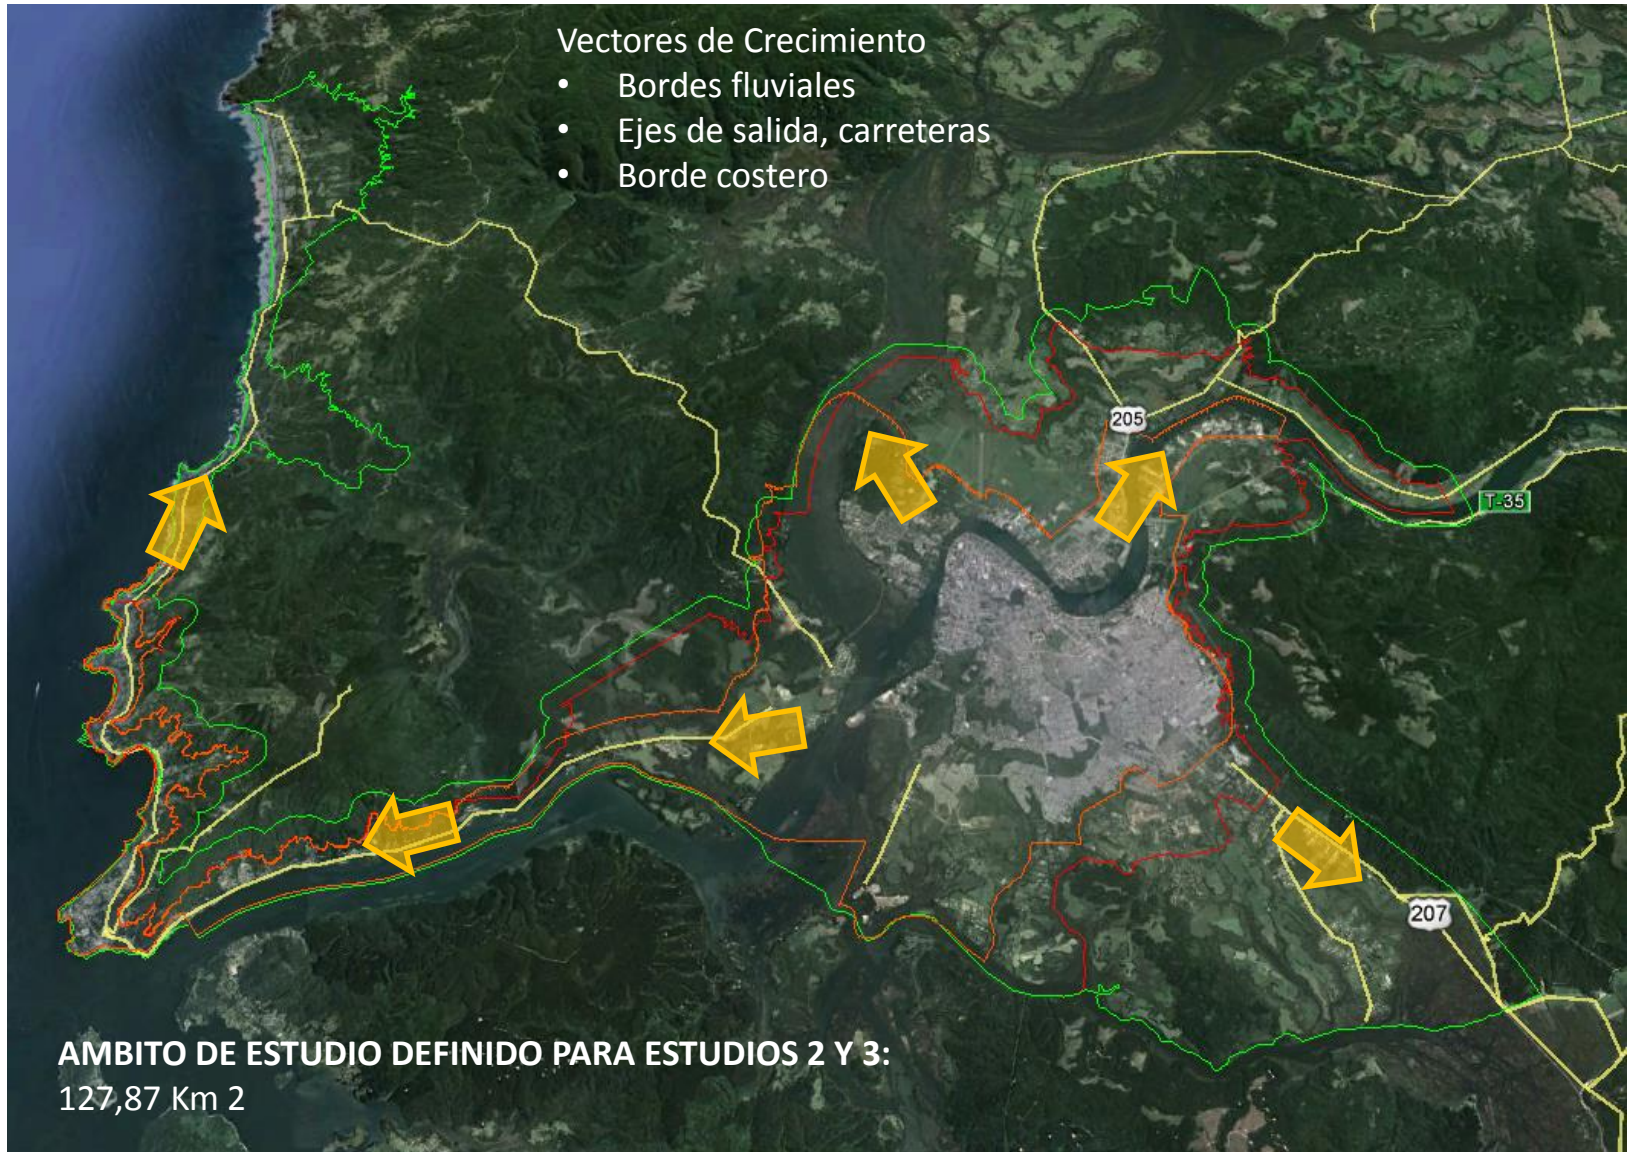 Vectores de Crecimiento
• Bordes fluviales
• Ejes de salida, carreteras
• Borde costero
205
T-35
207
AMBITO DE ESTUDIO DEFINIDO PARA ESTUDIOS 2 Y 3:
127,87 Km 2